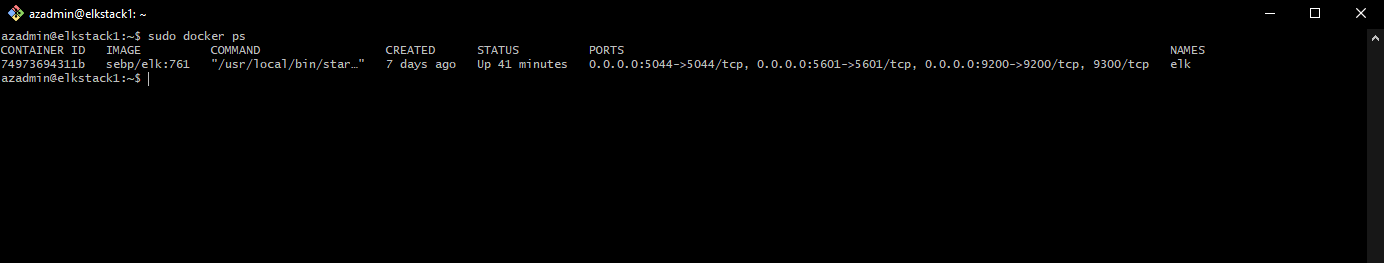 azadmin@elkstack1: ~
azadmin@elkstack1:~$ sudo docker ps
CONTAINER ID   IMAGE          COMMAND                  CREATED      STATUS          PORTS                                                                              NAMES
74973694311b   sebp/elk:761   "/usr/local/bin/star…"   7 days ago   Up 41 minutes   0.0.0.0:5044->5044/tcp, 0.0.0.0:5601->5601/tcp, 0.0.0.0:9200->9200/tcp, 9300/tcp   elk
azadmin@elkstack1:~$